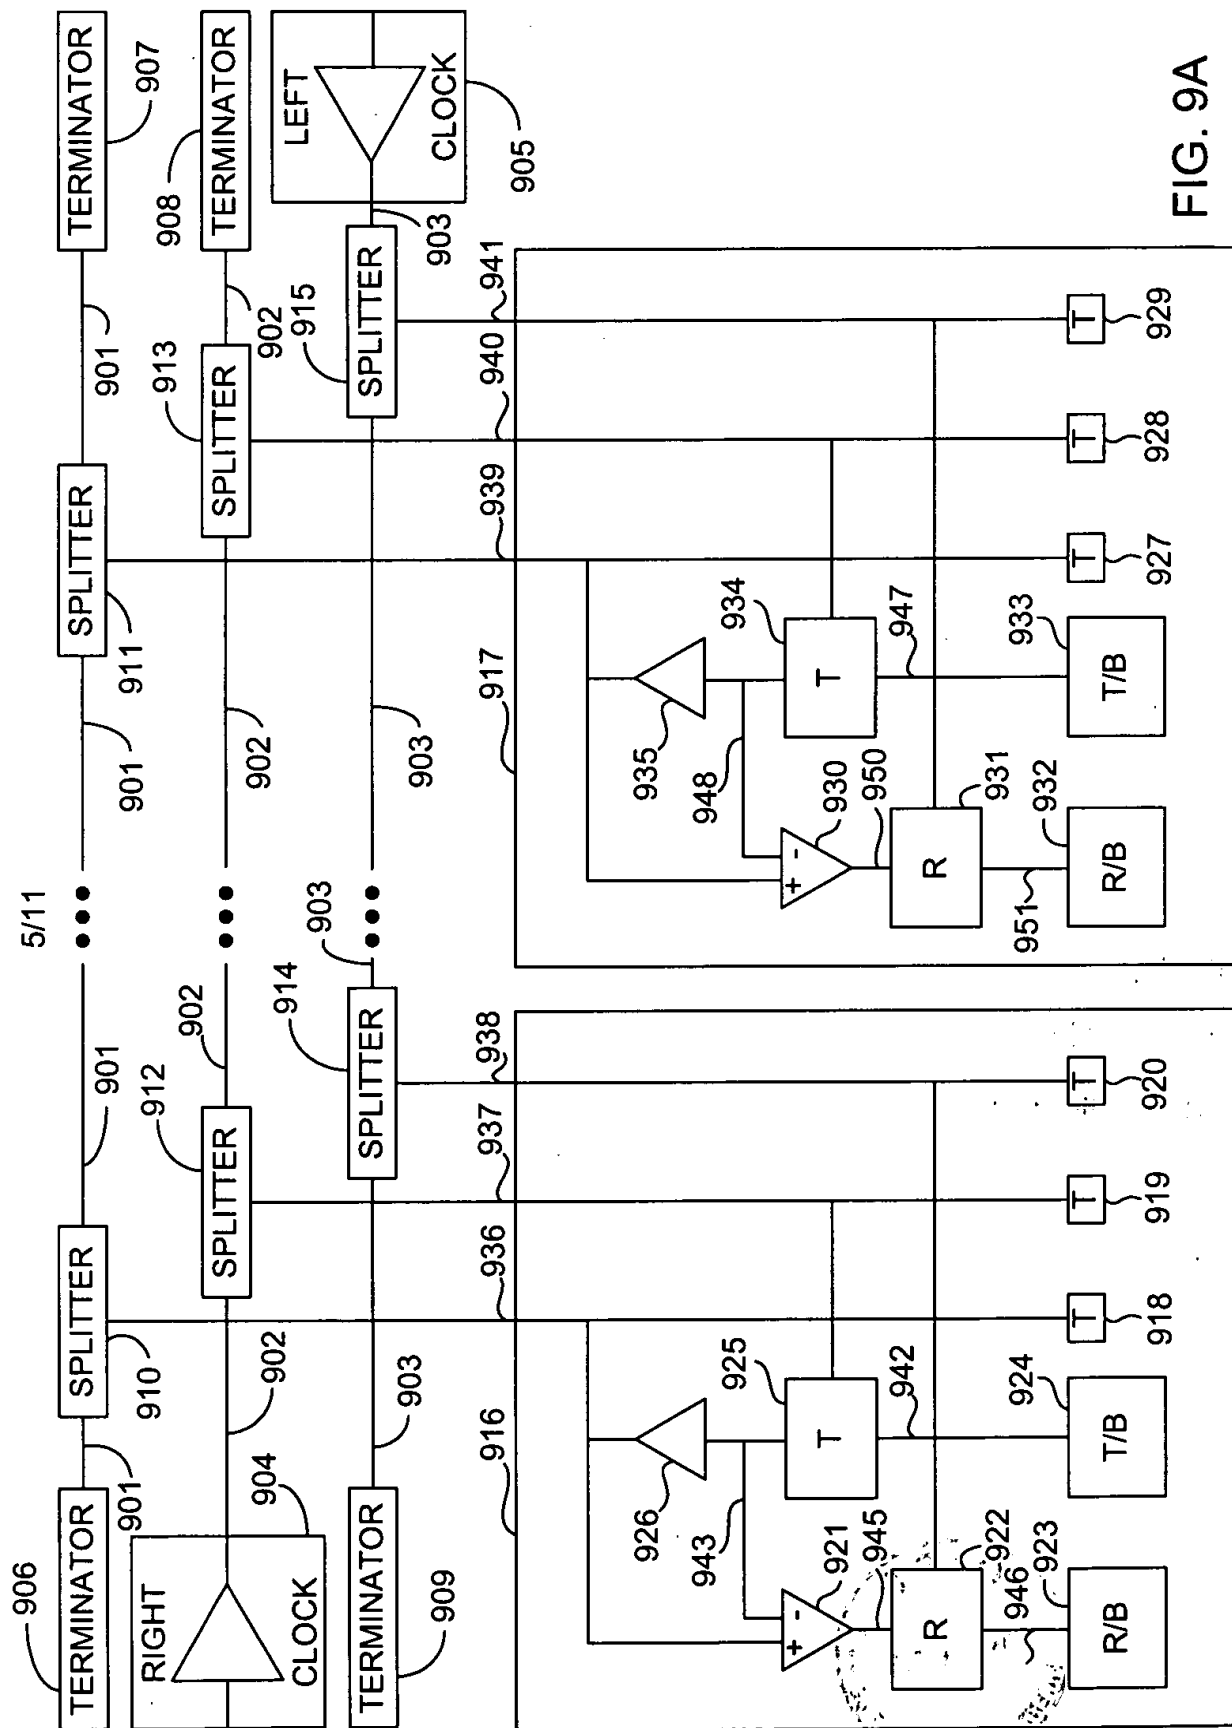 5/11
906
TERMINATOR
901
910
SPLITTER
901
901
911
SPLITTER
901
TERMINATOR
907
RIGHT
CLOCK
904
902
912
SPLITTER
902
902
913
SPLITTER
902
908
TERMINATOR
TERMINATOR
909
903
914
SPLITTER
903
903
915
SPLITTER
903
LEFT
CLOCK
905
916
936
937
938
917
939
940
941
926
943
925
T
+
-
921
945
R
922
942
946
R/B
923
T/B
924
T
918
T
919
T
920
935
948
934
T
+
-
930
950
R
931
947
951
R/B
932
T/B
933
T
927
T
928
T
929
FIG. 9A